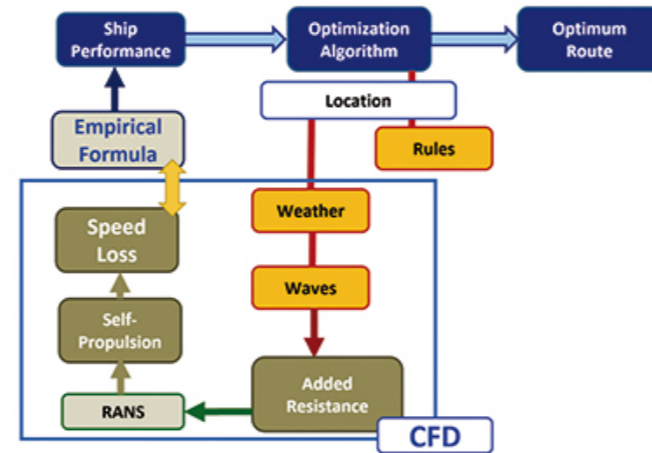 Ship
Performance
Optimization
Algorithm
Optimum
Route
Location
Empirical
Formula
Rules
Speed
Loss
Weather
Waves
Self-
Propulsion
Added
Resistance
RANS
CFD